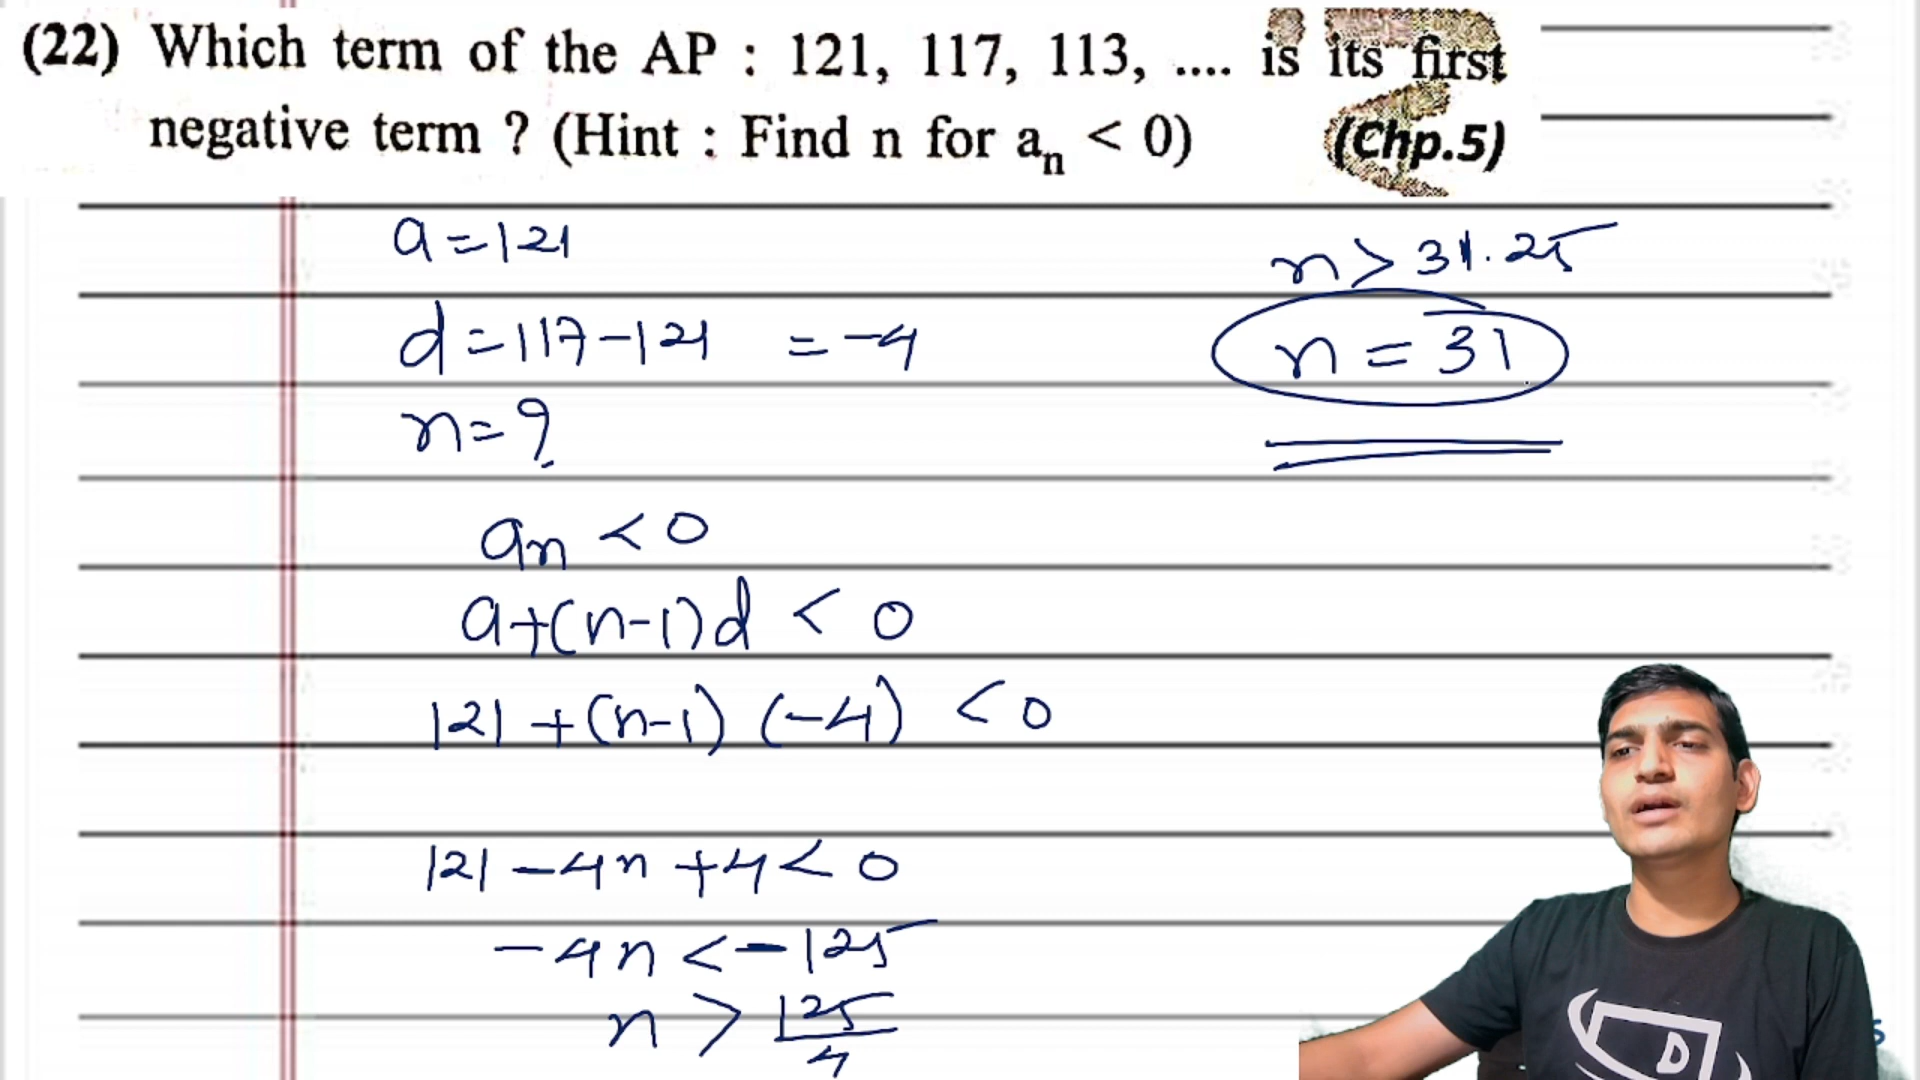 (22) Which term of the AP : 121, 117, 113, .... is its first
negative term ? (Hint : Find n for aₙ < 0) (Chp.5)
a = 121
d = 117 - 121 = -4
n = ?
aₙ < 0
a + (n-1)d < 0
121 + (n-1) (-4) < 0
121 - 4n + 4 < 0
-4n < -125
n > 125/4
n > 31.25
n = 31
D